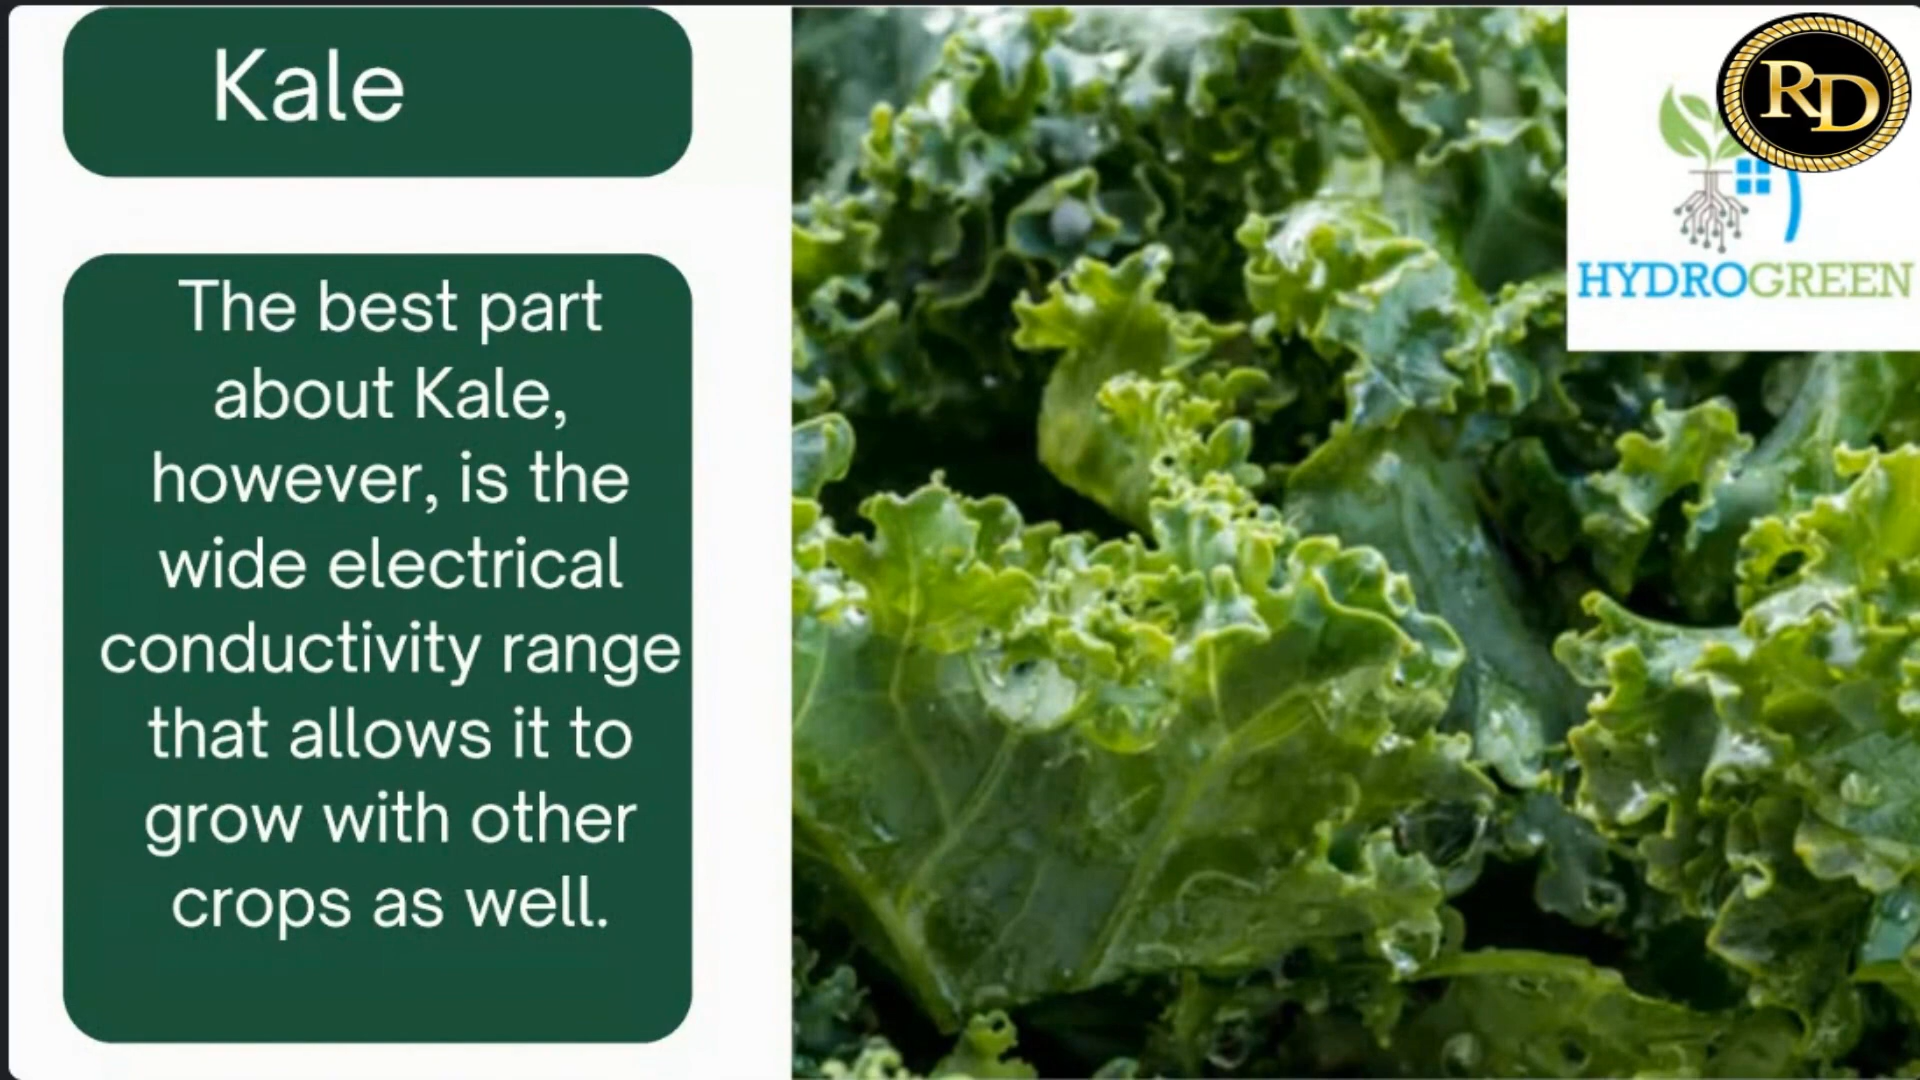 Kale
The best part
about Kale,
however, is the
wide electrical
conductivity range
that allows it to
grow with other
crops as well.
RD
HYDROGREEN